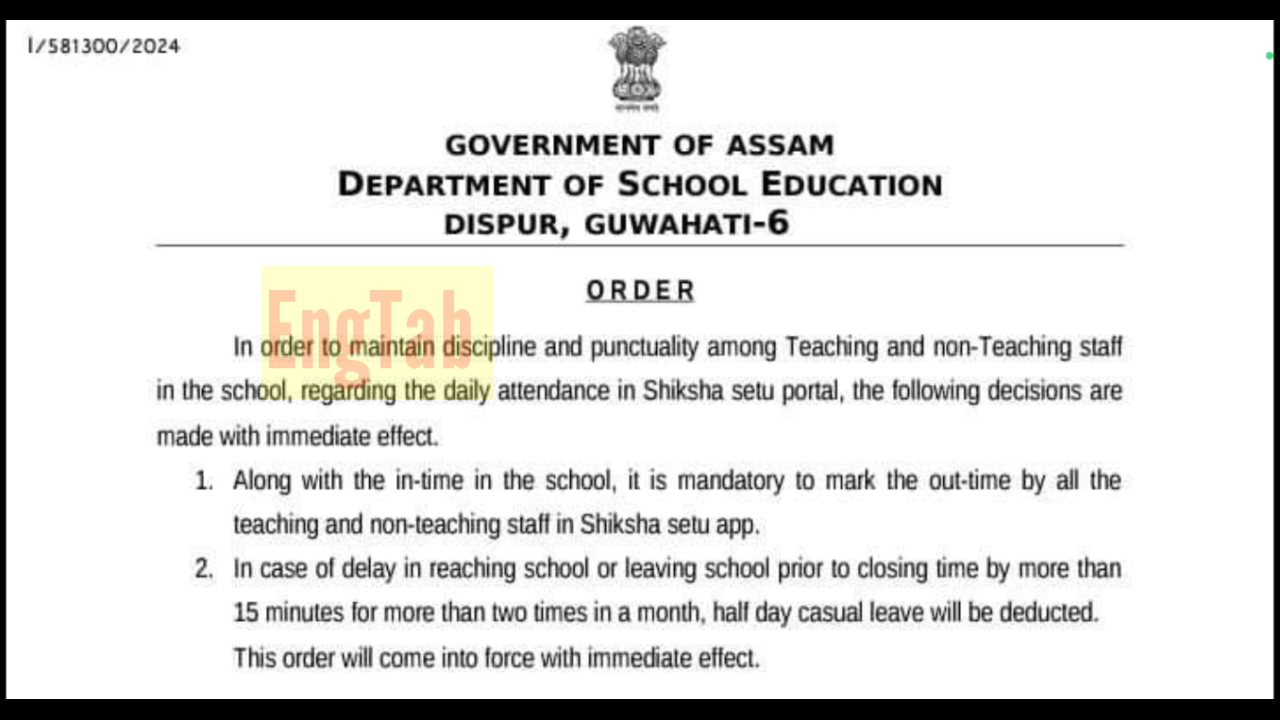 I/581300/2024
GOVERNMENT OF ASSAM
DEPARTMENT OF SCHOOL EDUCATION
DISPUR, GUWAHATI-6
ORDER
EngTab
In order to maintain discipline and punctuality among Teaching and non-Teaching staff
in the school, regarding the daily attendance in Shiksha setu portal, the following decisions are
made with immediate effect.
1. Along with the in-time in the school, it is mandatory to mark the out-time by all the
teaching and non-teaching staff in Shiksha setu app.
2. In case of delay in reaching school or leaving school prior to closing time by more than
15 minutes for more than two times in a month, half day casual leave will be deducted.
This order will come into force with immediate effect.